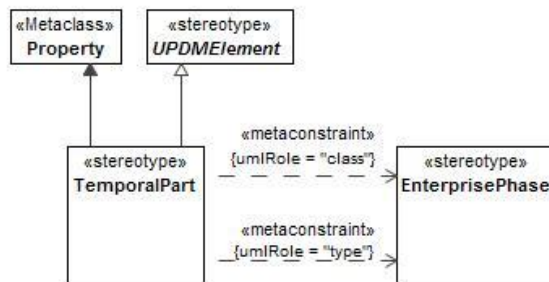 «Metaclass»
Property
«stereotype»
UPDMElement
«metaconstraint»
{umlRole = "class"}
«stereotype»
TemporalPart
«stereotype»
EnterprisePhase
«metaconstraint»
{umlRole = "type"}